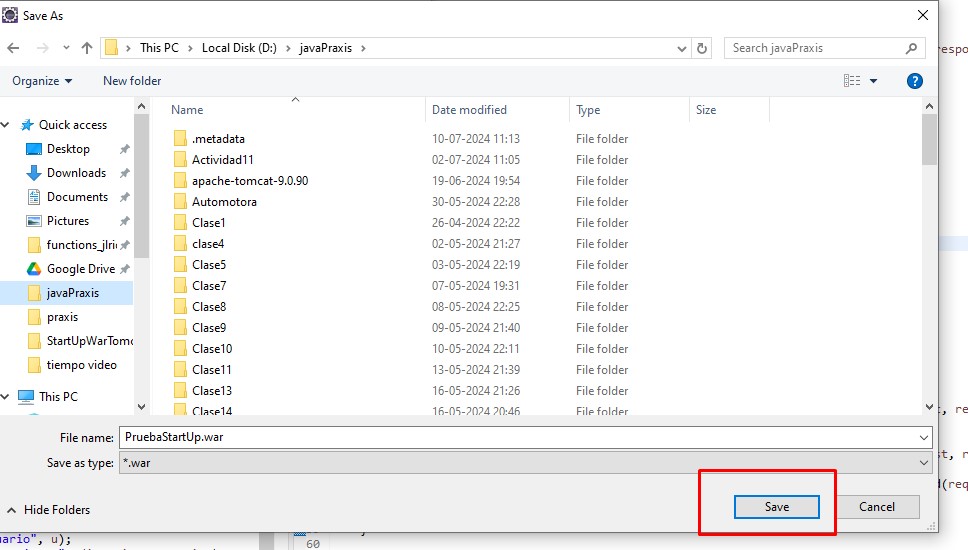 Save As
This PC > Local Disk (D:) > javaPraxis >
Search javaPraxis
Organize
New folder
Name
Date modified
Type
Size
Quick access
Desktop
Downloads
Documents
Pictures
functions_jlri
Google Drive
javaPraxis
praxis
StartUpWarTom
tiempo video
This PC
.metadata 10-07-2024 11:13 File folder
Actividad11 02-07-2024 11:05 File folder
apache-tomcat-9.0.90 19-06-2024 19:54 File folder
Automotora 30-05-2024 22:28 File folder
Clase1 26-04-2024 22:22 File folder
clase4 02-05-2024 21:27 File folder
Clase5 03-05-2024 22:19 File folder
Clase7 07-05-2024 19:31 File folder
Clase8 08-05-2024 22:25 File folder
Clase9 09-05-2024 21:40 File folder
Clase10 10-05-2024 22:11 File folder
Clase11 13-05-2024 21:39 File folder
Clase13 16-05-2024 21:26 File folder
Clase14 16-05-2024 20:46 File folder
File name: PruebaStartUp.war
Save as type: *.war
Hide Folders
Save
Cancel
respo
t, re
st, r
d(req
uario", u);
60